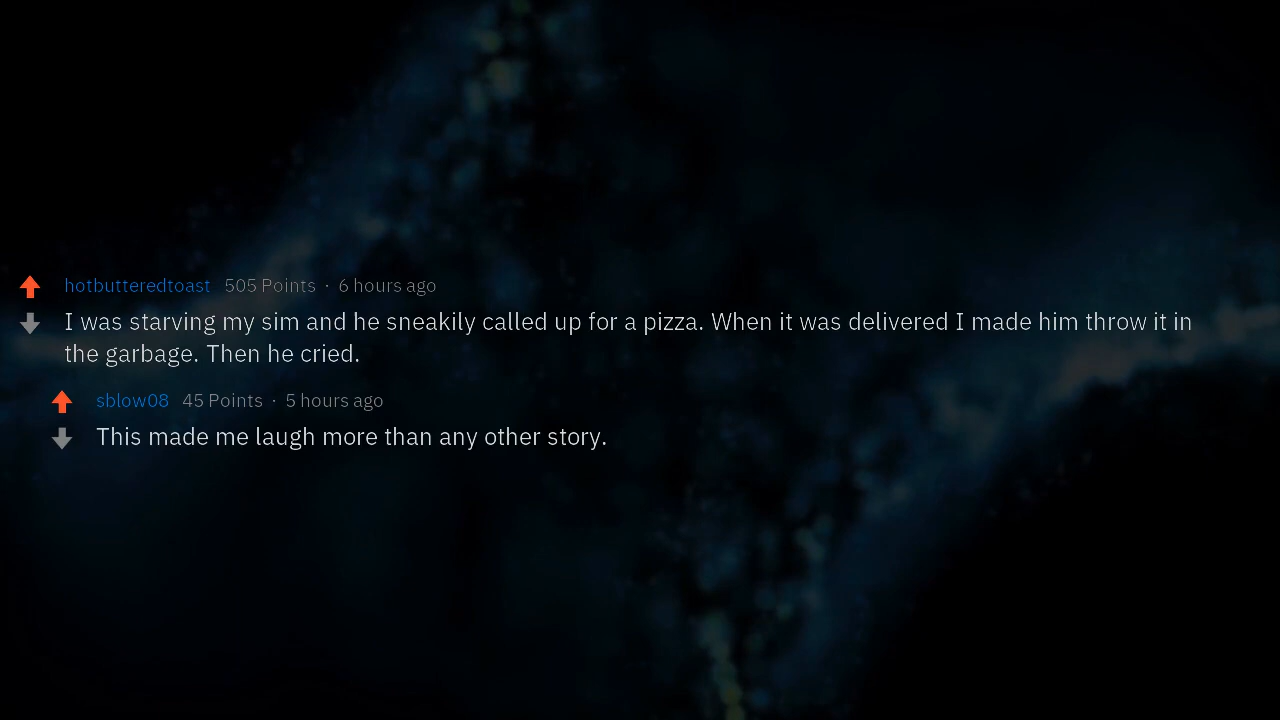 hotbutteredtoast 505 Points · 6 hours ago
I was starving my sim and he sneakily called up for a pizza. When it was delivered I made him throw it in
the garbage. Then he cried.
sblow08 45 Points · 5 hours ago
This made me laugh more than any other story.